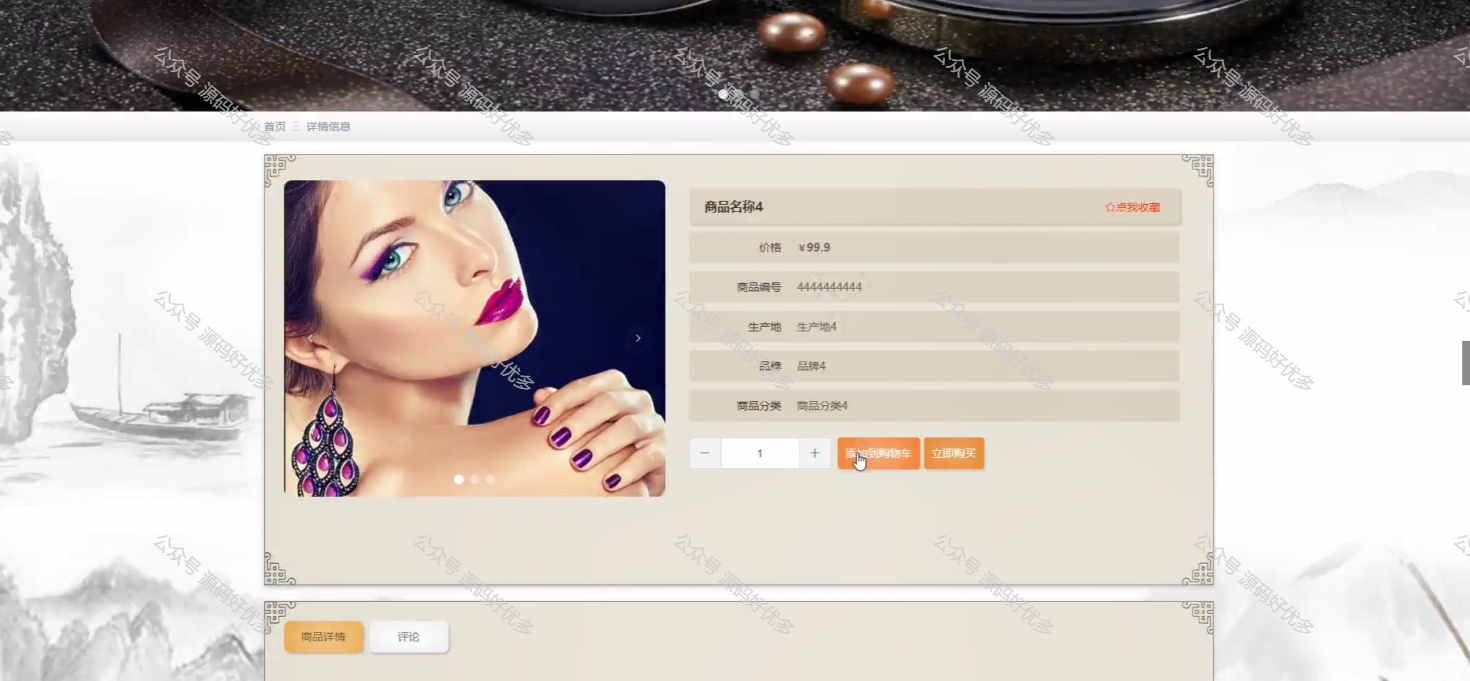 首页 Ξ 详情信息
商品名称4
☆点我收藏
价格 ¥99.9
商品编号 4444444444
生产地 生产地4
品牌 品牌4
商品分类 商品分类4
− 1 + 添加到购物车 立即购买
商品详情 评论
公众号 源码好优多